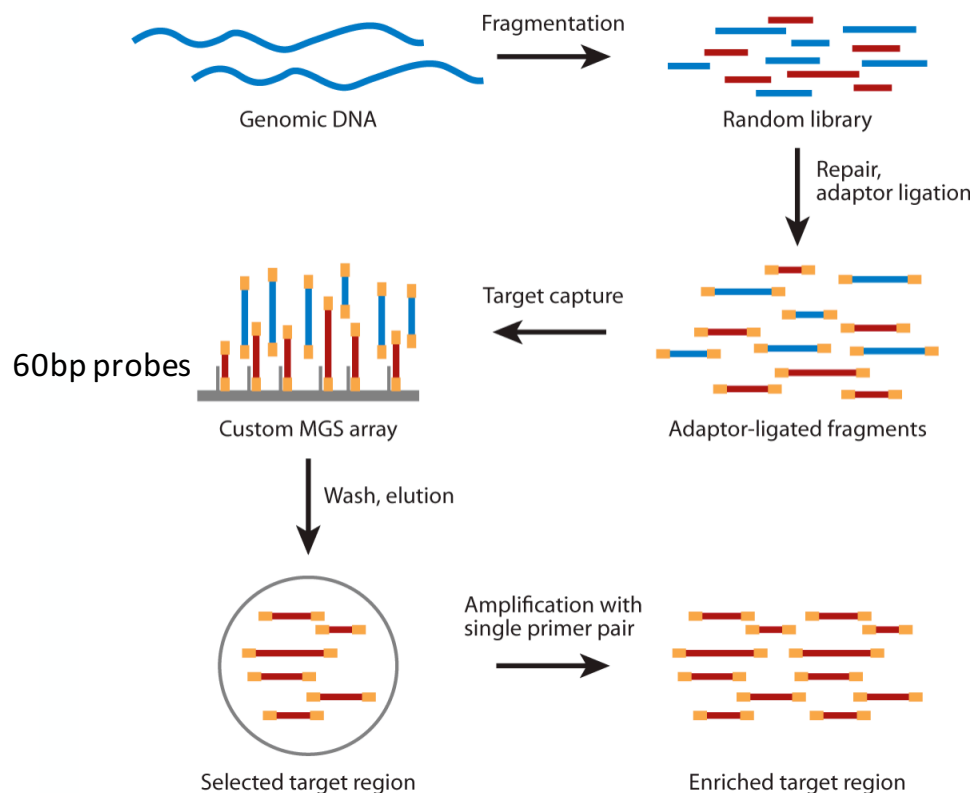 Fragmentation
Genomic DNA
Random library
Repair,
adaptor ligation
Target capture
60bp probes
Custom MGS array
Adaptor-ligated fragments
Wash, elution
Amplification with
single primer pair
Selected target region
Enriched target region